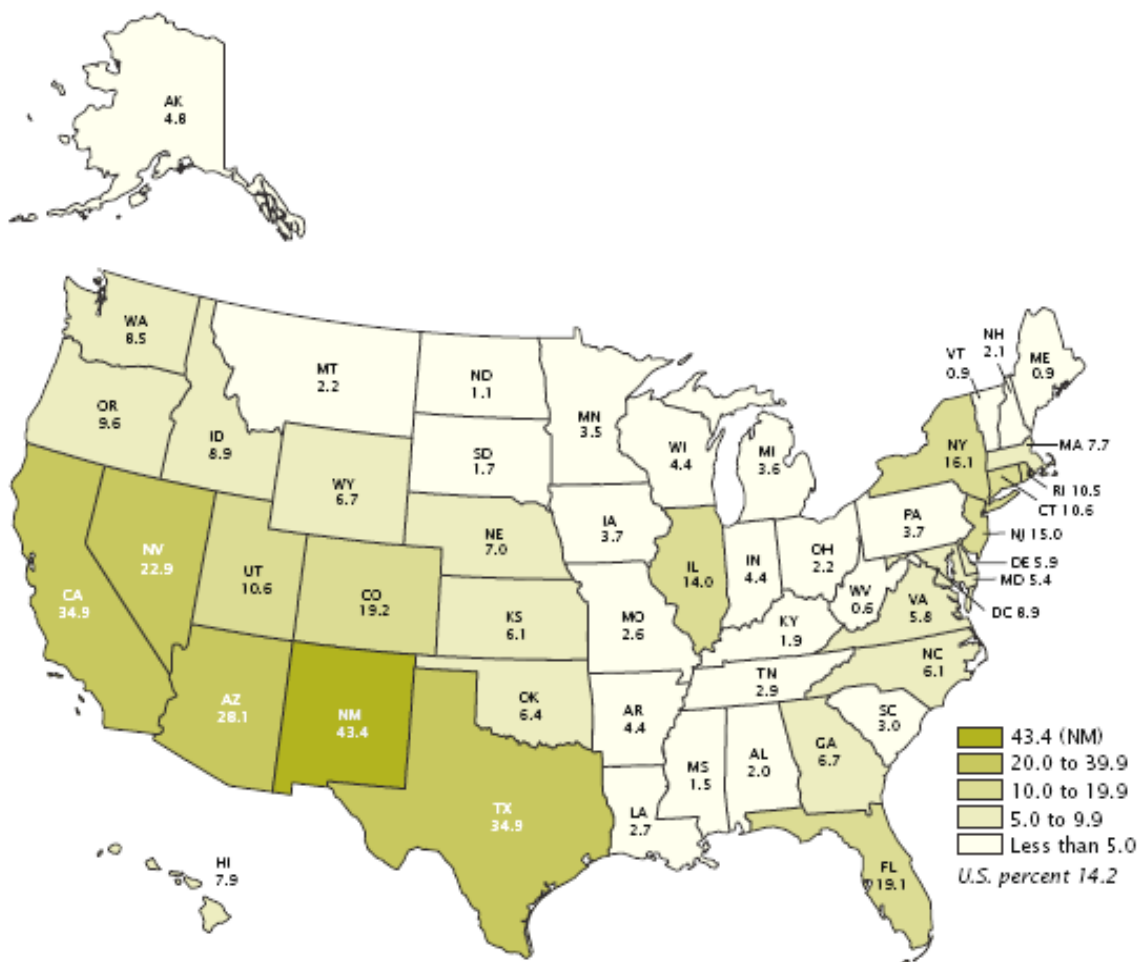 AK
4.8
WA
8.5
MT
2.2
ND
1.1
MN
3.5
VT
0.9
NH
2.1
ME
0.9
OR
9.6
ID
8.9
WY
6.7
SD
1.7
WI
4.4
MI
3.6
NY
16.1
MA 7.7
RI 10.5
CT 10.6
NJ 15.0
DE 5.9
MD 5.4
DC 8.9
NV
22.9
CA
34.9
UT
10.6
CO
19.2
NE
7.0
IA
3.7
IL
14.0
IN
4.4
OH
2.2
PA
3.7
WV
0.6
VA
5.8
KS
6.1
MO
2.6
KY
1.9
NC
6.1
TN
2.9
SC
3.0
AZ
28.1
NM
43.4
OK
6.4
AR
4.4
MS
1.5
AL
2.0
GA
6.7
TX
34.9
LA
2.7
FL
19.1
HI
7.9
43.4 (NM)
20.0 to 39.9
10.0 to 19.9
5.0 to 9.9
Less than 5.0
U.S. percent 14.2